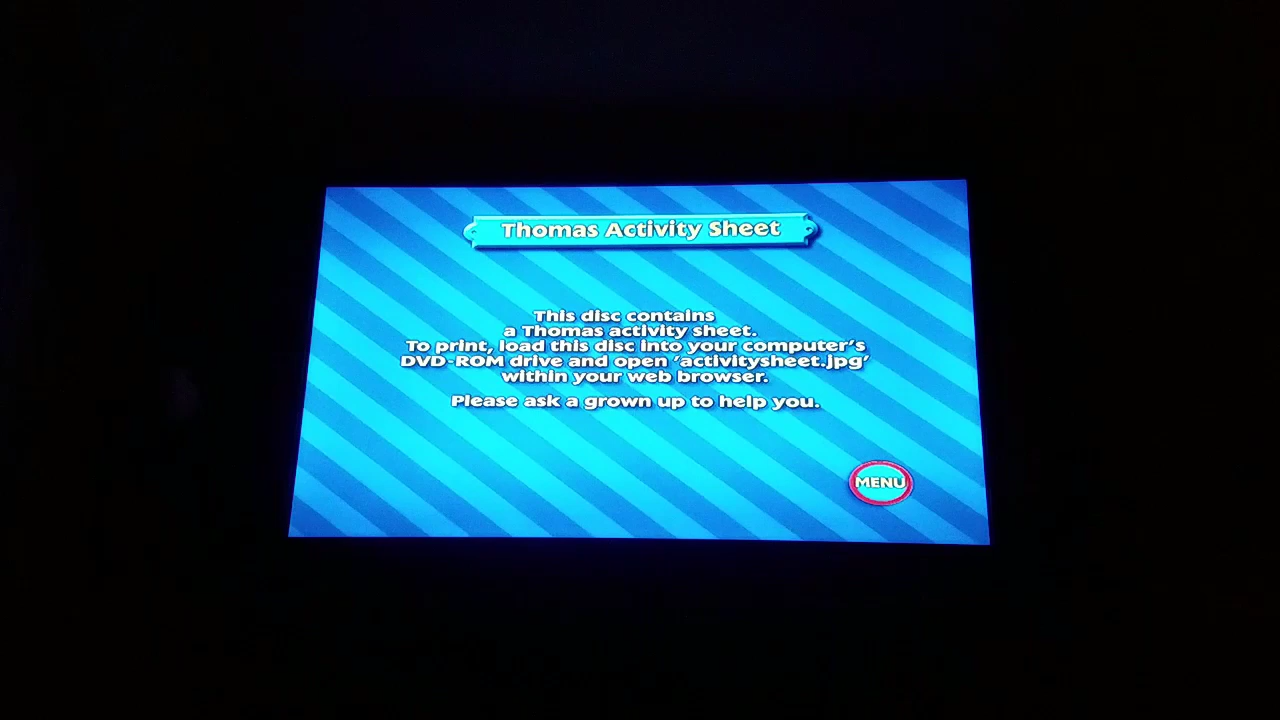 Thomas Activity Sheet
This disc contains
a Thomas activity sheet.
To print, load this disc into your computer's
DVD-ROM drive and open 'activitysheet.jpg'
within your web browser.
Please ask a grown up to help you.
MENU